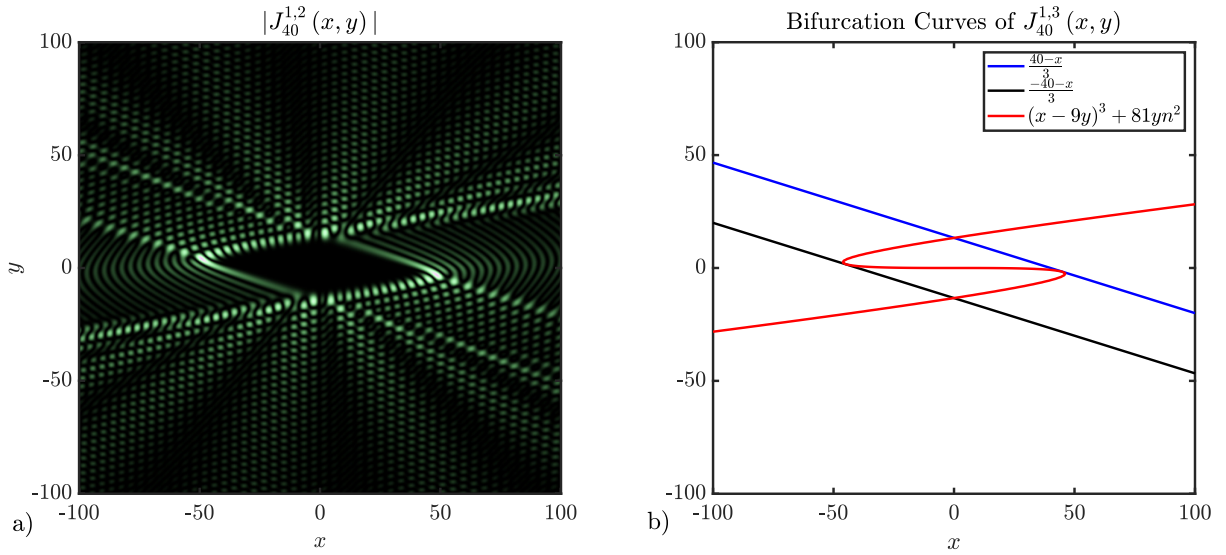 |J_{40}^{1,2}(x, y)|
100
50
0
-50
-100
y
-100 -50 0 50 100
x
a)
Bifurcation Curves of J_{40}^{1,3}(x, y)
\frac{40-x}{3}
\frac{-40-x}{3}
(x − 9y)^3 + 81yn^2
100
50
0
-50
-100
-100 -50 0 50 100
x
b)